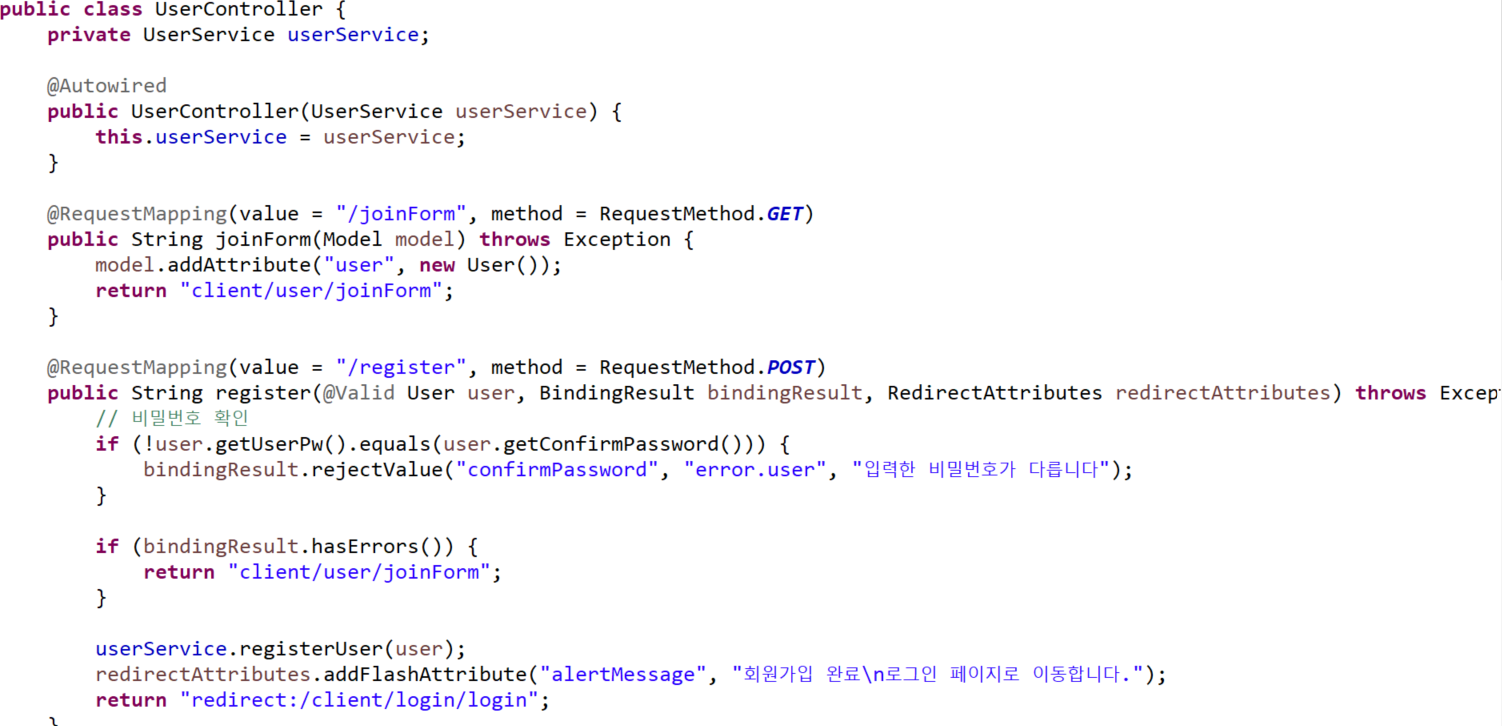 public class UserController {
    private UserService userService;

    @Autowired
    public UserController(UserService userService) {
        this.userService = userService;
    }

    @RequestMapping(value = "/joinForm", method = RequestMethod.GET)
    public String joinForm(Model model) throws Exception {
        model.addAttribute("user", new User());
        return "client/user/joinForm";
    }

    @RequestMapping(value = "/register", method = RequestMethod.POST)
    public String register(@Valid User user, BindingResult bindingResult, RedirectAttributes redirectAttributes) throws Excep
        // 비밀번호 확인
        if (!user.getUserPw().equals(user.getConfirmPassword())) {
            bindingResult.rejectValue("confirmPassword", "error.user", "입력한 비밀번호가 다릅니다");
        }

        if (bindingResult.hasErrors()) {
            return "client/user/joinForm";
        }

        userService.registerUser(user);
        redirectAttributes.addFlashAttribute("alertMessage", "회원가입 완료\n로그인 페이지로 이동합니다.");
        return "redirect:/client/login/login";
    }